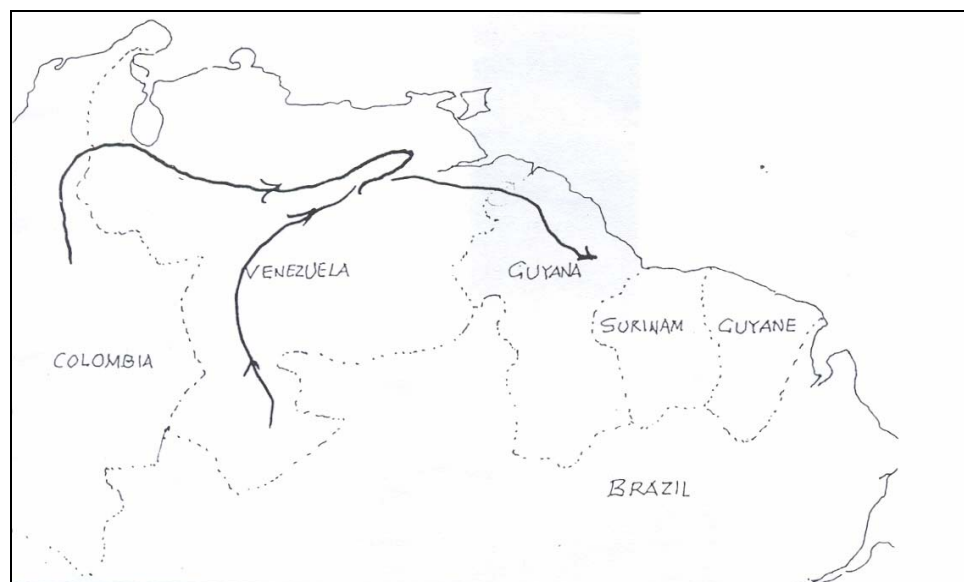 VENEZUELA
GUYANA
SURINAM
GUYANE
COLOMBIA
BRAZIL